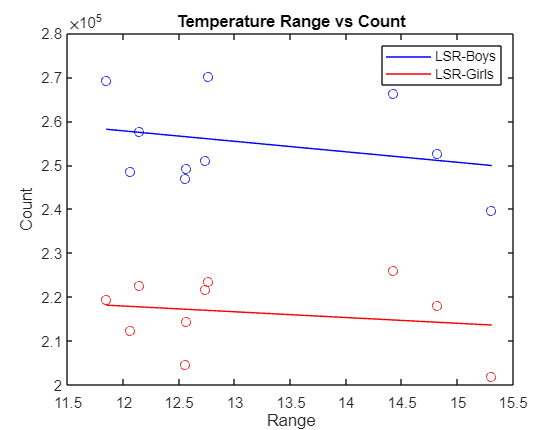 Temperature Range vs Count
×10⁵
2.8
2.7
2.6
2.5
2.4
2.3
2.2
2.1
2
Count
LSR-Boys
LSR-Girls
11.5 12 12.5 13 13.5 14 14.5 15 15.5
Range